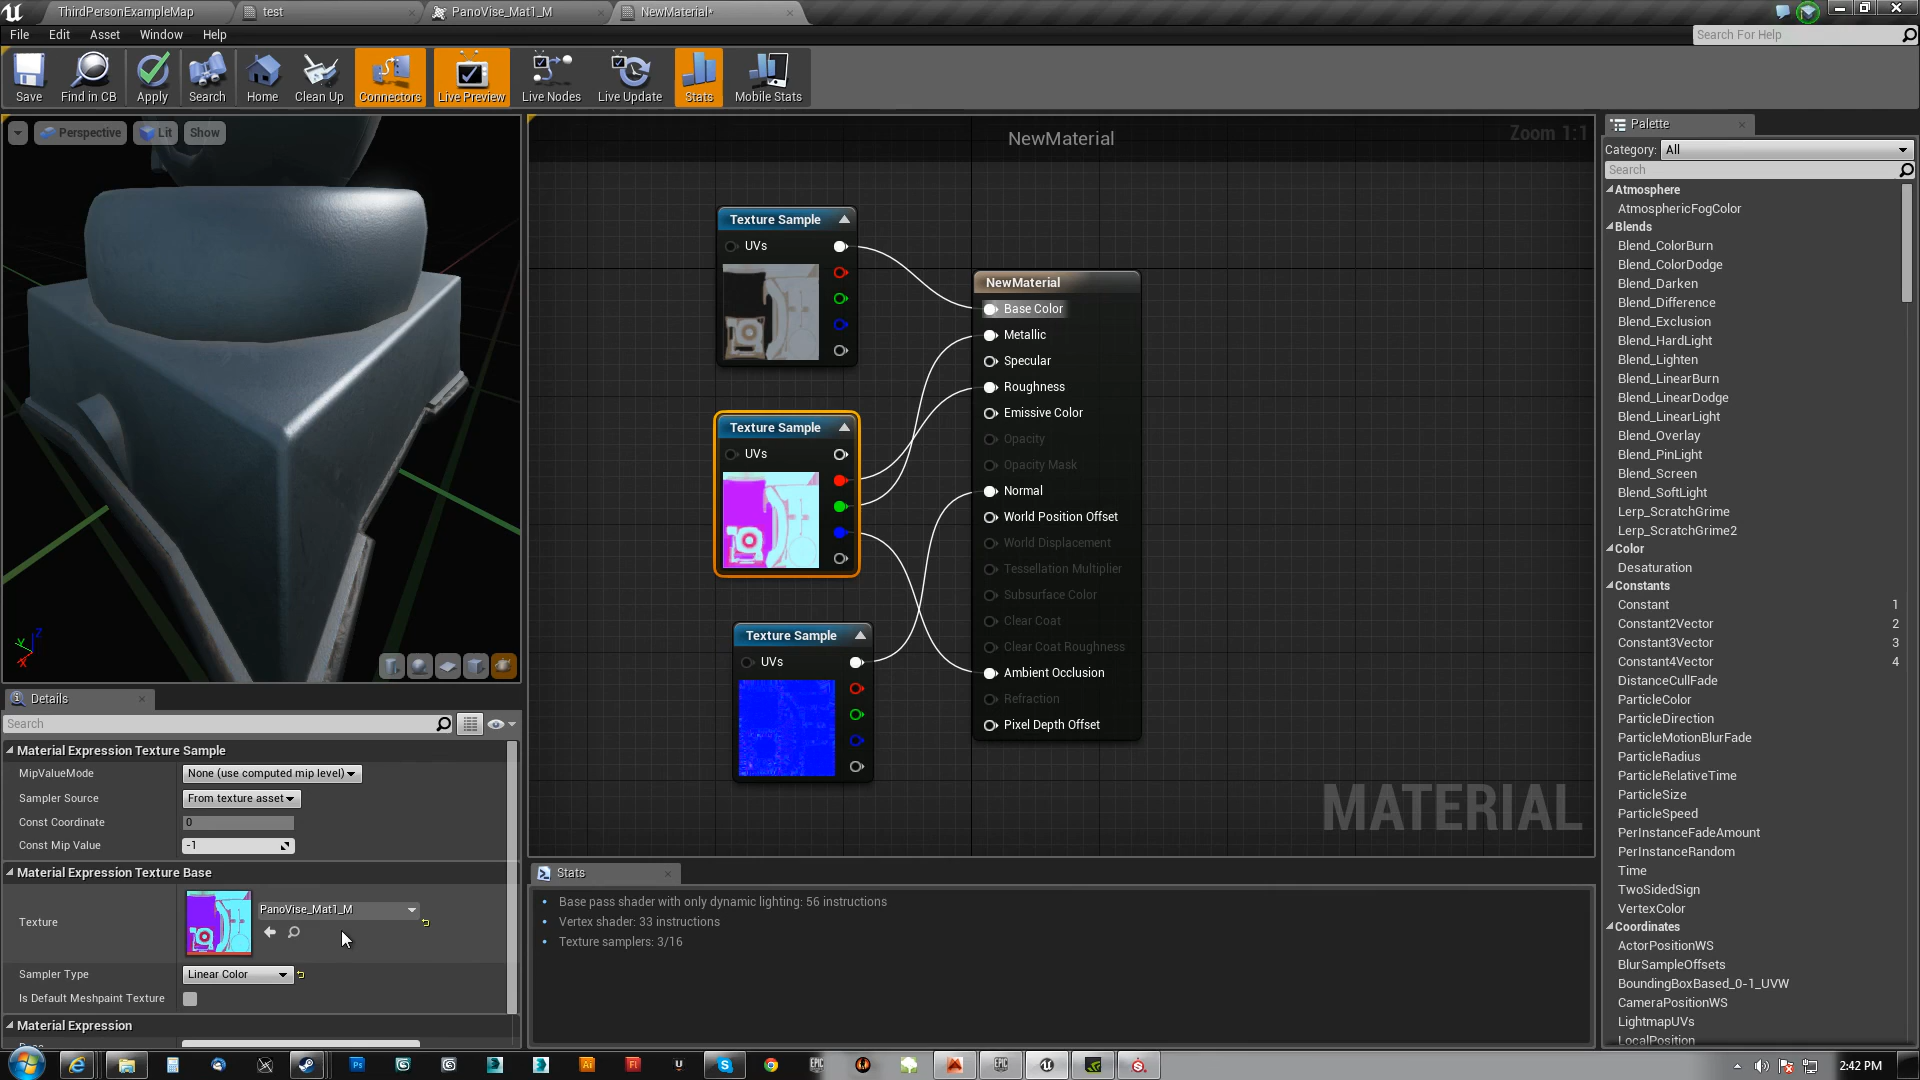 ThirdPersonExampleMap
test
PanoVise_Mat1_M
NewMaterial*
File
Edit
Asset
Window
Help
Search For Help
Save
Find in CB
Apply
Search
Home
Clean Up
Connectors
Live Preview
Live Nodes
Live Update
Stats
Mobile Stats
Perspective
Lit
Show
NewMaterial
Zoom 1:1
Texture Sample
UVs
NewMaterial
Base Color
Metallic
Specular
Roughness
Emissive Color
Opacity
Opacity Mask
Normal
World Position Offset
World Displacement
Tessellation Multiplier
Subsurface Color
Clear Coat
Clear Coat Roughness
Ambient Occlusion
Refraction
Pixel Depth Offset
Texture Sample
UVs
Texture Sample
UVs
MATERIAL
Z
Y
X
Details
Search
Material Expression Texture Sample
MipValueMode
None (use computed mip level)
Sampler Source
From texture asset
Const Coordinate
0
Const Mip Value
-1
Material Expression Texture Base
Texture
PanoVise_Mat1_M
Sampler Type
Linear Color
Is Default Meshpaint Texture
Material Expression
Stats
Base pass shader with only dynamic lighting: 56 instructions
Vertex shader: 33 instructions
Texture samplers: 3/16
Palette
Category:
All
Search
Atmosphere
AtmosphericFogColor
Blends
Blend_ColorBurn
Blend_ColorDodge
Blend_Darken
Blend_Difference
Blend_Exclusion
Blend_HardLight
Blend_Lighten
Blend_LinearBurn
Blend_LinearDodge
Blend_LinearLight
Blend_Overlay
Blend_PinLight
Blend_Screen
Blend_SoftLight
Lerp_ScratchGrime
Lerp_ScratchGrime2
Color
Desaturation
Constants
Constant 1
Constant2Vector 2
Constant3Vector 3
Constant4Vector 4
DistanceCullFade
ParticleColor
ParticleDirection
ParticleMotionBlurFade
ParticleRadius
ParticleRelativeTime
ParticleSize
ParticleSpeed
PerInstanceFadeAmount
PerInstanceRandom
Time
TwoSidedSign
VertexColor
Coordinates
ActorPositionWS
BlurSampleOffsets
BoundingBoxBased_0-1_UVW
CameraPositionWS
LightmapUVs
LocalPosition
Ps
Ai
Fl
EPIC
EPIC
2:42 PM